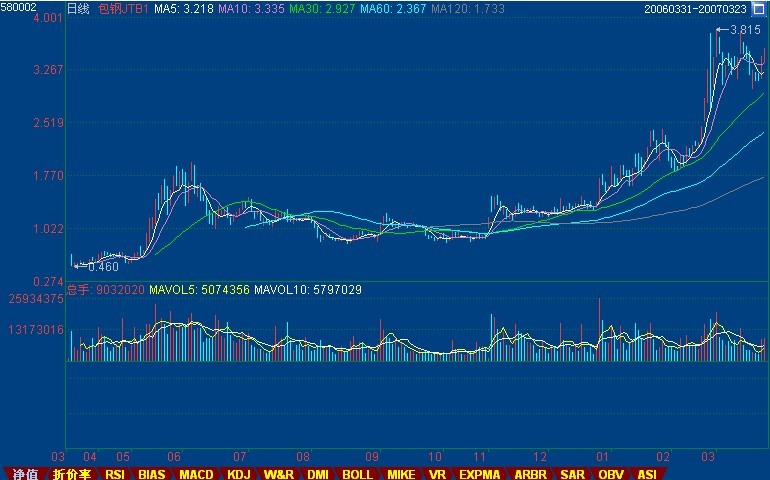 580002 日线 包钢JTB1 MA5: 3.218 MA10: 3.335 MA30: 2.927 MA60: 2.367 MA120: 1.733 20060331-20070323
4.001
3.815
3.267
2.519
1.770
1.022
0.460
0.274
总手: 9032020 MAVOL5: 5074356 MAVOL10: 5797029
25934375
13173016
03 04 05 06 07 08 09 10 11 12 01 02 03
净值 折价率 RSI BIAS MACD KDJ W&R DMI BOLL MIKE VR EXPMA ARBR SAR OBV ASI